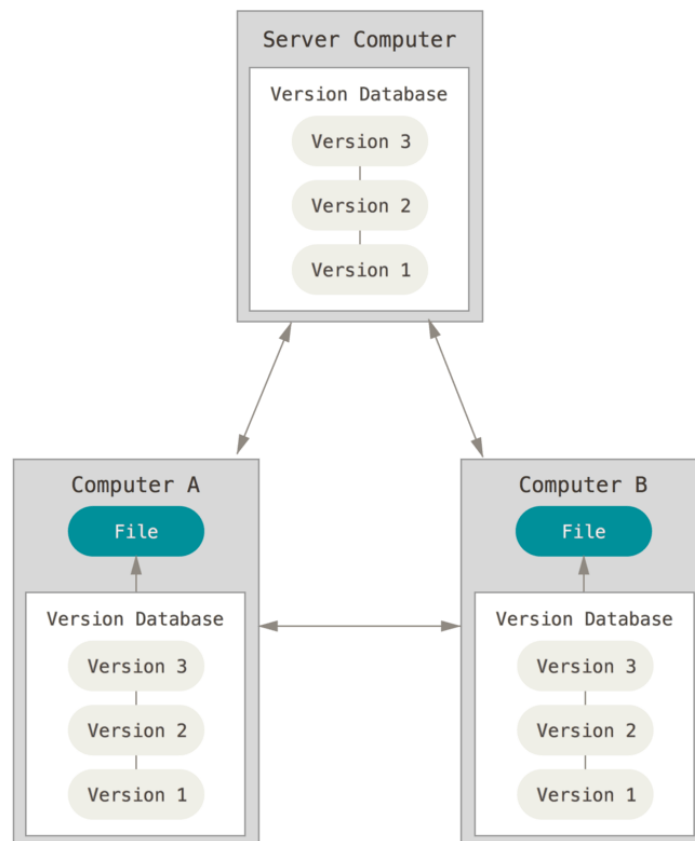 Server Computer
Version Database
Version 3
Version 2
Version 1
Computer A
File
Version Database
Version 3
Version 2
Version 1
Computer B
File
Version Database
Version 3
Version 2
Version 1